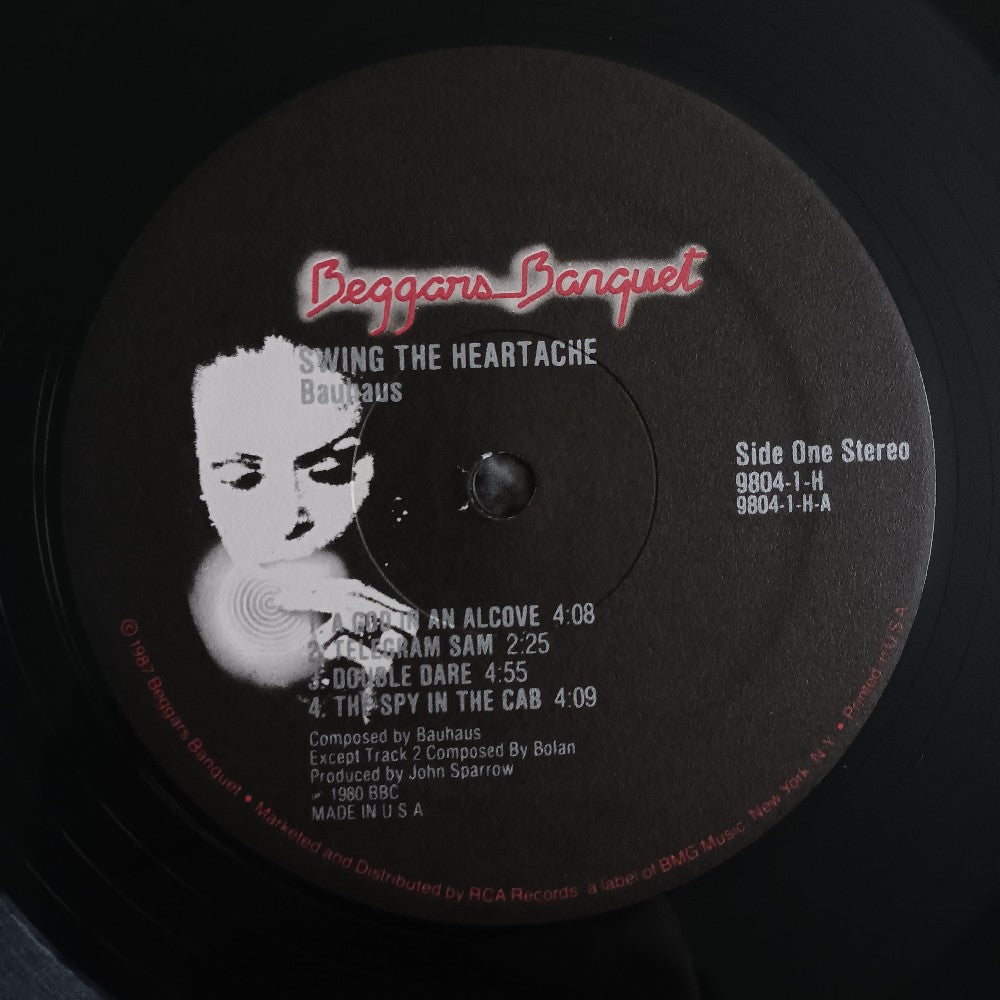 Beggars Banquet
SWING THE HEARTACHE
Bauhaus
Side One Stereo
9804-1-H
9804-1-H-A
1. A GOD IN AN ALCOVE 4:08
2. TELEGRAM SAM 2:25
3. DOUBLE DARE 4:55
4. THE SPY IN THE CAB 4:09
Composed by Bauhaus
Except Track 2 Composed By Bolan
Produced by John Sparrow
℗ 1980 BBC
MADE IN U S A
© 1987 Beggars Banquet • Marketed and Distributed by RCA Records a label of BMG Music New York N.Y. • Printed in U.S.A